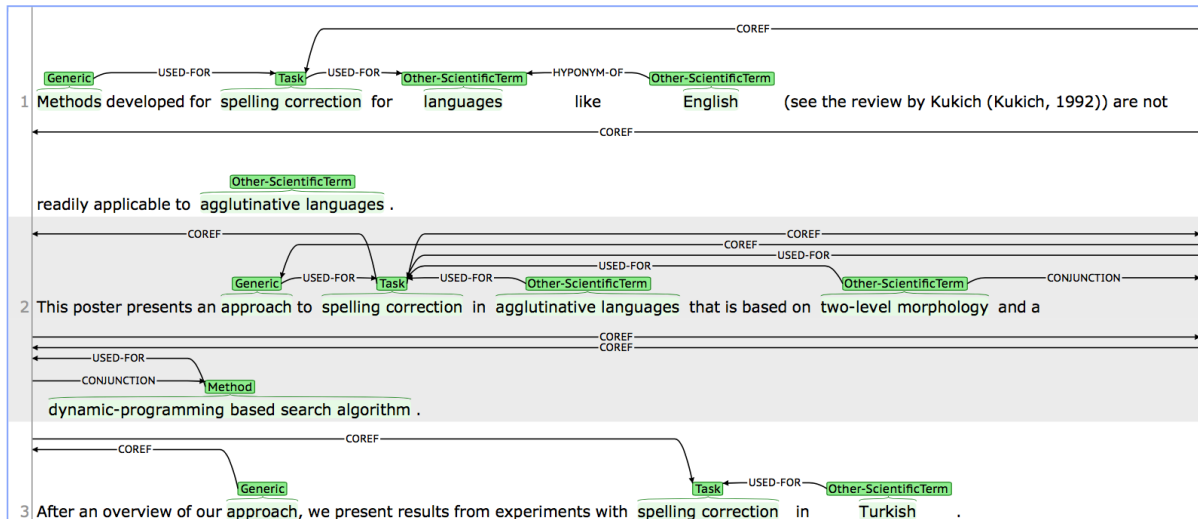 COREF
Generic USED-FOR Task USED-FOR Other-ScientificTerm HYPONYM-OF Other-ScientificTerm
1 Methods developed for spelling correction for languages like English (see the review by Kukich (Kukich, 1992)) are not
COREF
Other-ScientificTerm
readily applicable to agglutinative languages .
COREF COREF
COREF
USED-FOR
USED-FOR
Generic USED-FOR Task USED-FOR Other-ScientificTerm Other-ScientificTerm CONJUNCTION
2 This poster presents an approach to spelling correction in agglutinative languages that is based on two-level morphology and a
COREF
COREF
USED-FOR
CONJUNCTION Method
dynamic-programming based search algorithm .
COREF
COREF
Generic Task USED-FOR Other-ScientificTerm
3 After an overview of our approach, we present results from experiments with spelling correction in Turkish .